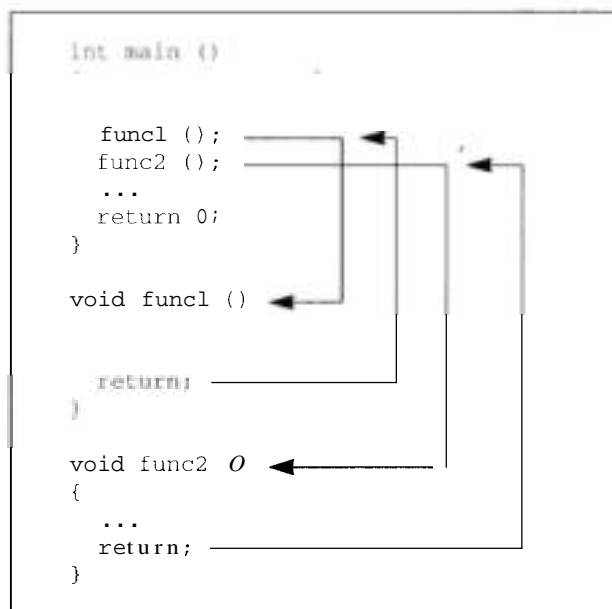 int main ()
funcl ();
func2 ();
...
return 0;
}
void funcl ()
return;
}
void func2 O
{
...
return;
}